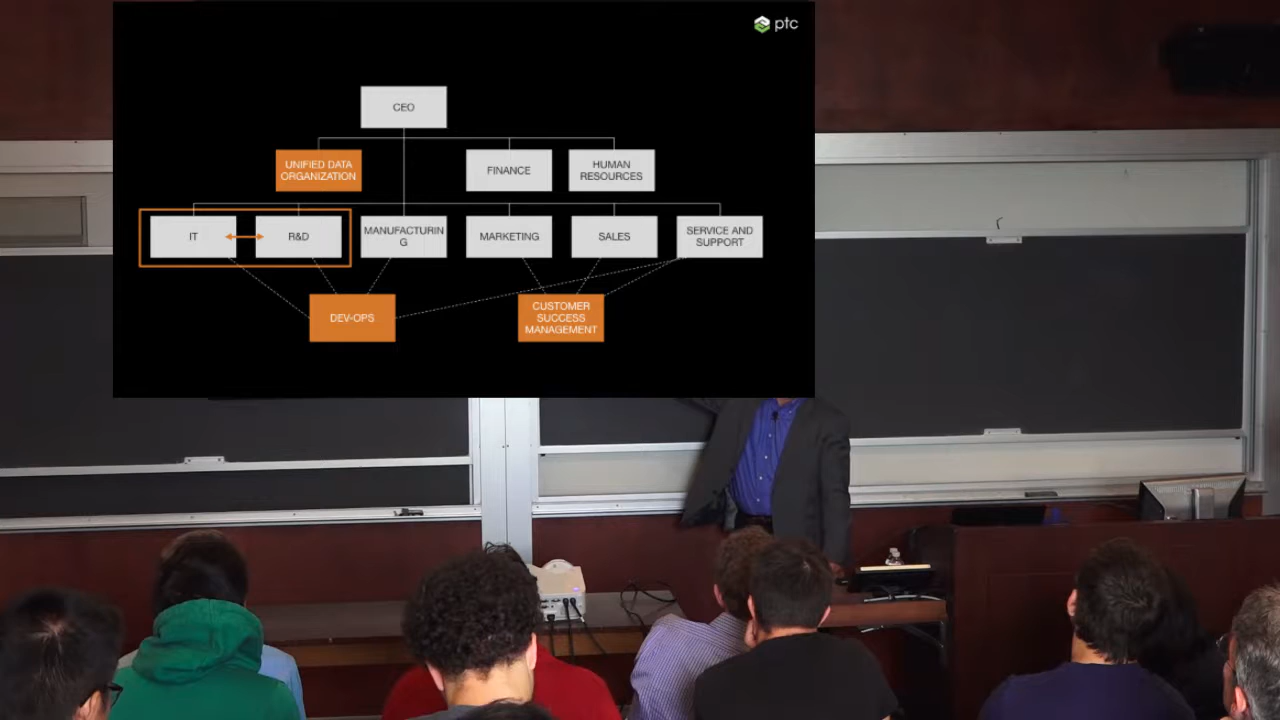 ptc
CEO
UNIFIED DATA
ORGANIZATION
FINANCE
HUMAN
RESOURCES
IT
R&D
MANUFACTURIN
G
MARKETING
SALES
SERVICE AND
SUPPORT
DEV-OPS
CUSTOMER
SUCCESS
MANAGEMENT